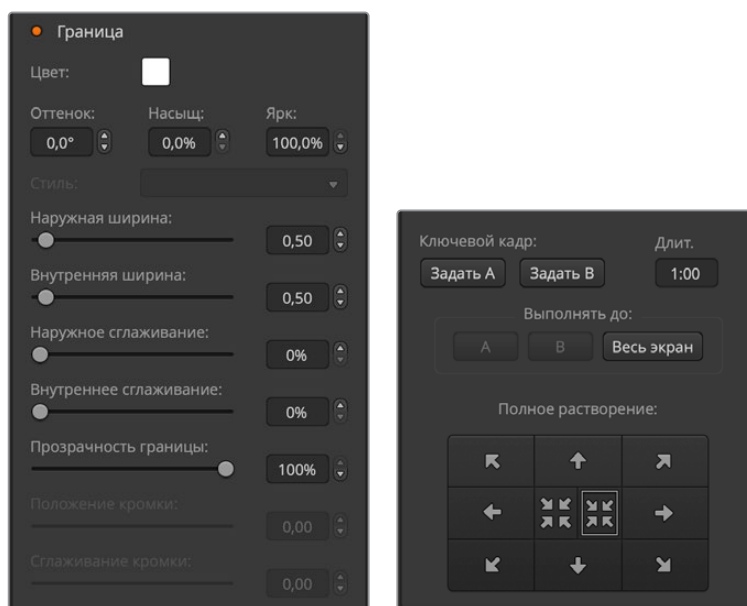 Граница
Цвет:
Оттенок: Насыщ: Ярк:
0,0° 0,0% 100,0%
Стиль:
Наружная ширина:
0,50
Внутренняя ширина:
0,50
Наружное сглаживание:
0%
Внутреннее сглаживание:
0%
Прозрачность границы:
100%
Положение кромки:
0,00
Сглаживание кромки:
0,00
Ключевой кадр: Длит.
Задать A Задать B 1:00
Выполнять до:
A B Весь экран
Полное растворение: